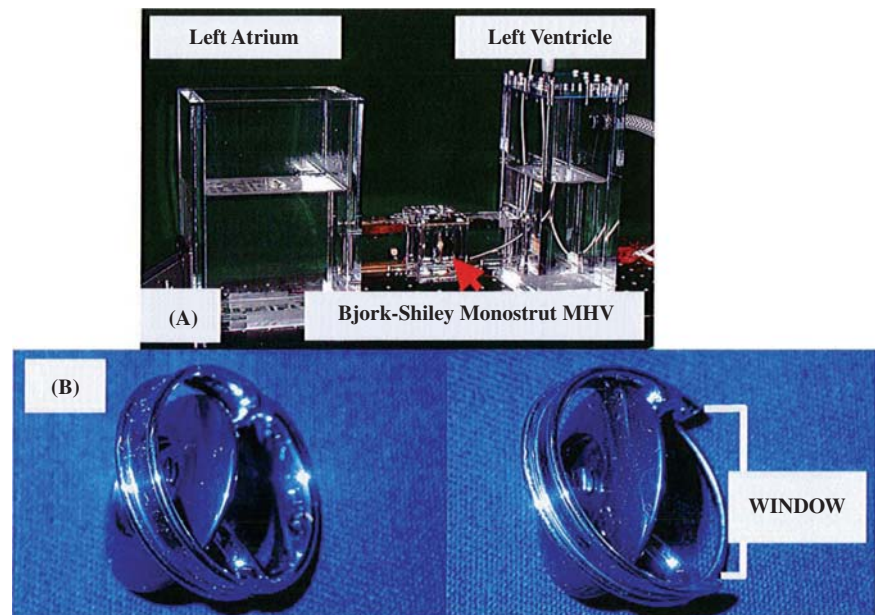 Left Atrium
Left Ventricle
Bjork-Shiley Monostrut MHV
(A)
(B)
WINDOW